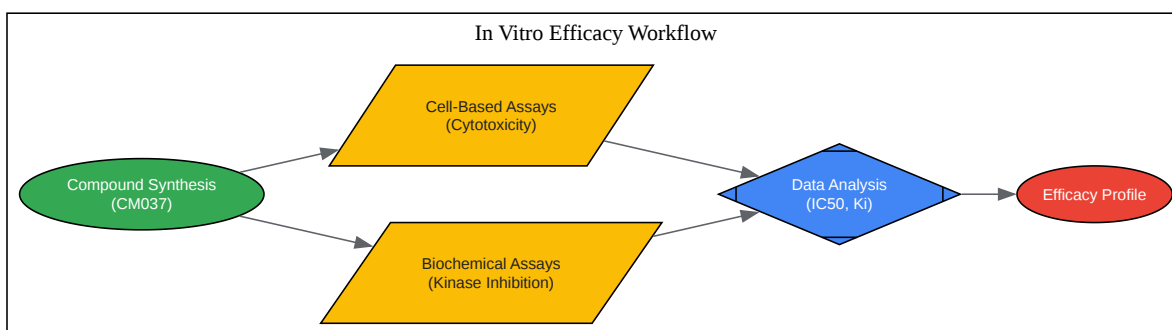 In Vitro Efficacy Workflow
Cell-Based Assays
(Cytotoxicity)
Compound Synthesis
(CM037)
Data Analysis
(IC50, Ki)
Efficacy Profile
Biochemical Assays
(Kinase Inhibition)